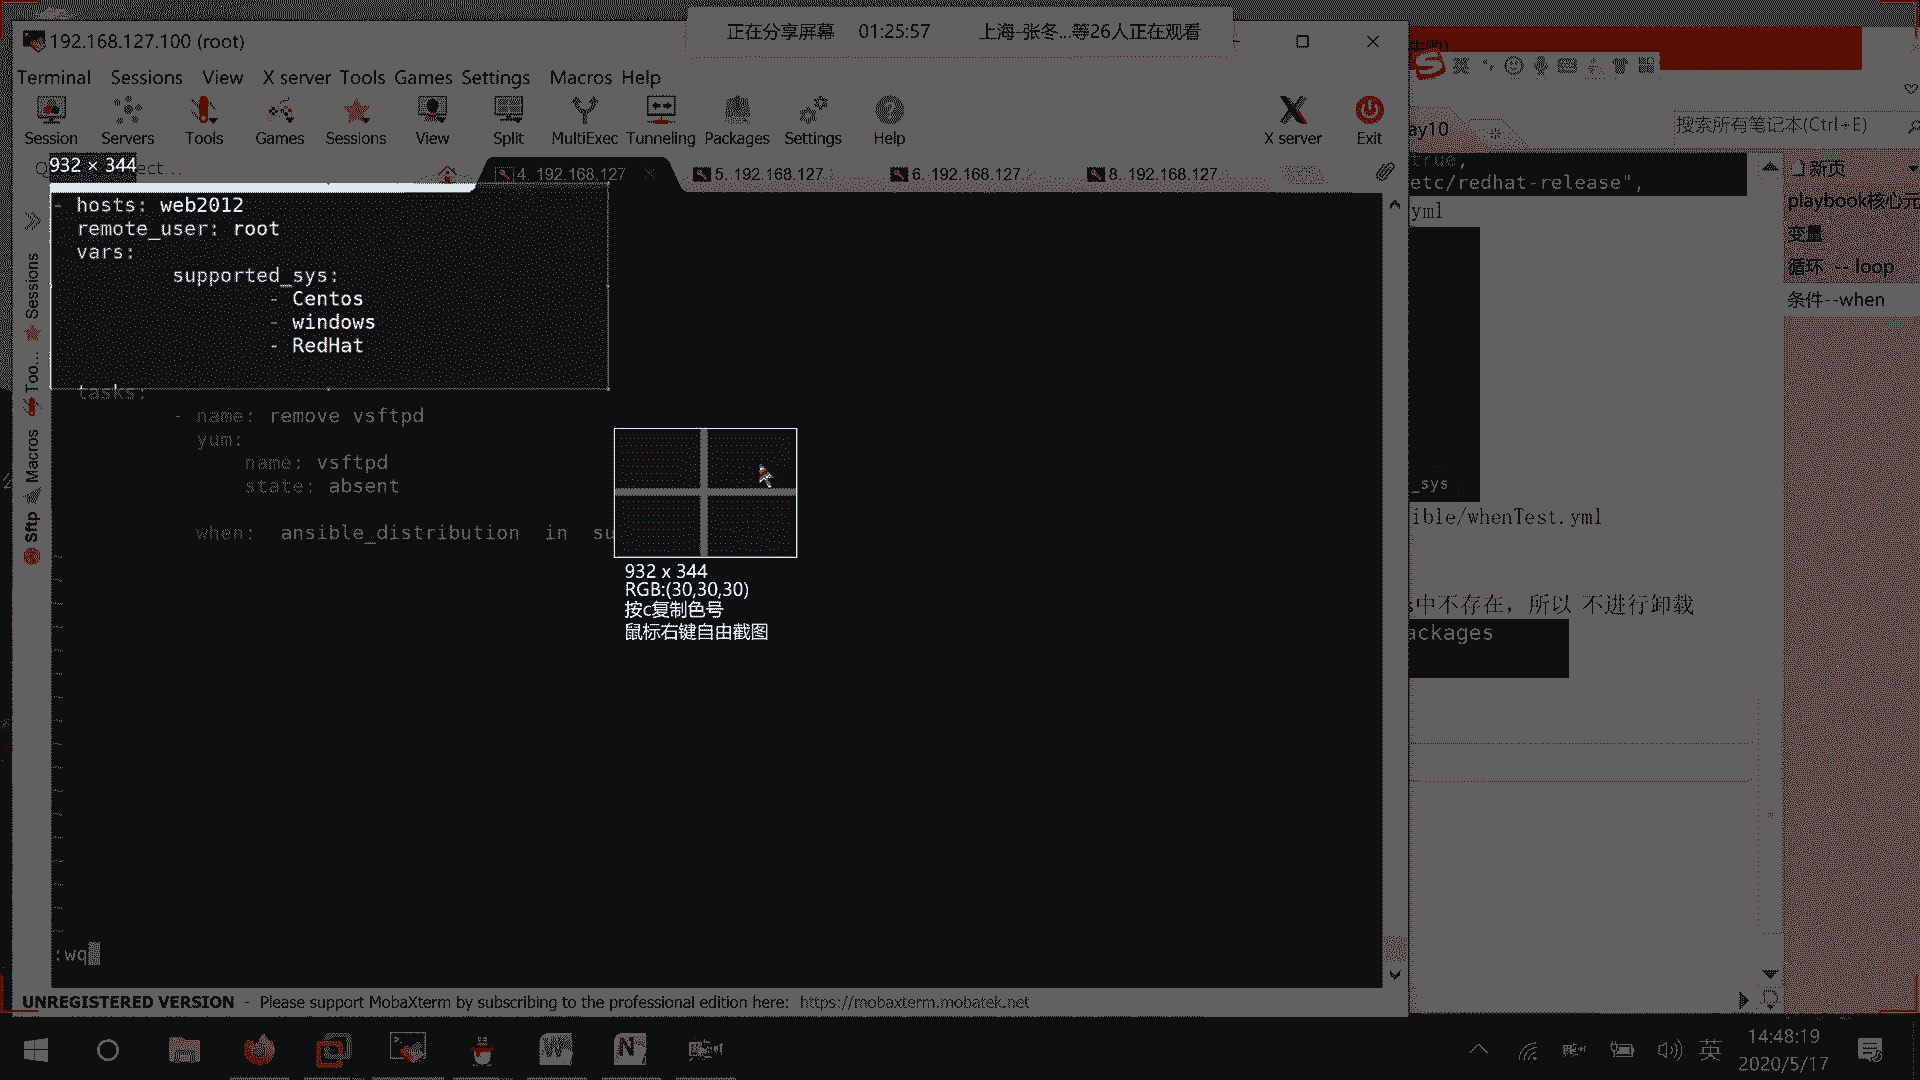 正在分享屏幕 01:25:57 上海-张冬...等26人正在观看
192.168.127.100 (root)
Terminal Sessions View X server Tools Games Settings Macros Help
Session Servers Tools Games Sessions View Split MultiExec Tunneling Packages Settings Help X server Exit
ay10
搜索所有笔记本(Ctrl+E)
932 × 344
ect...
4. 192.168.127
5. 192.168.127.
6. 192.168.127.
8. 192.168.127.
- hosts: web2012
remote_user: root
vars:
supported_sys:
- Centos
- windows
- RedHat
tasks:
- name: remove vsftpd
yum:
name: vsftpd
state: absent
when: ansible_distribution in su
932 x 344
RGB:(30,30,30)
按c复制色号
鼠标右键自由截图
:wq
Sessions
Too...
Macros
Sftp
true,
etc/redhat-release",
yml
_sys
ible/whenTest.yml
中不存在，所以 不进行卸载
ackages
新页
playbook核心元
变量
循环 -- loop
条件--when
UNREGISTERED VERSION - Please support MobaXterm by subscribing to the professional edition here: https://mobaxterm.mobatek.net
英
14:48:19
2020/5/17